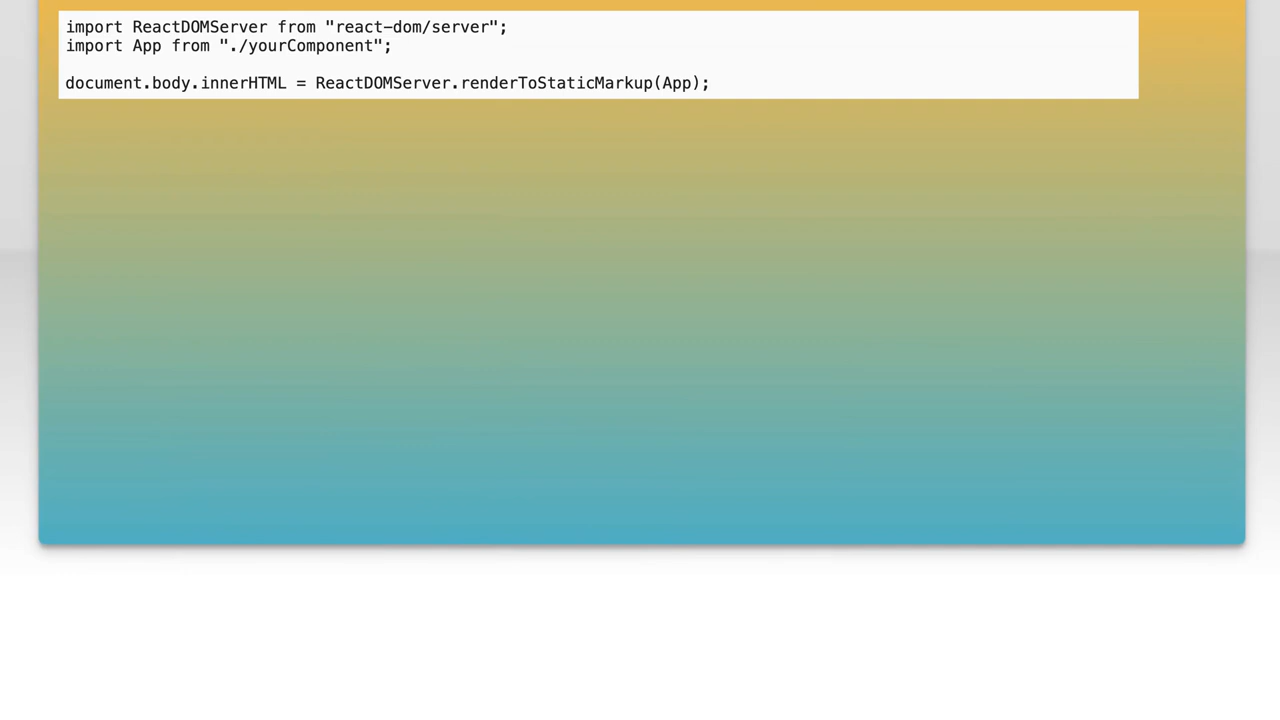 import ReactDOMServer from "react-dom/server";
import App from "./yourComponent";
document.body.innerHTML = ReactDOMServer.renderToStaticMarkup(App);